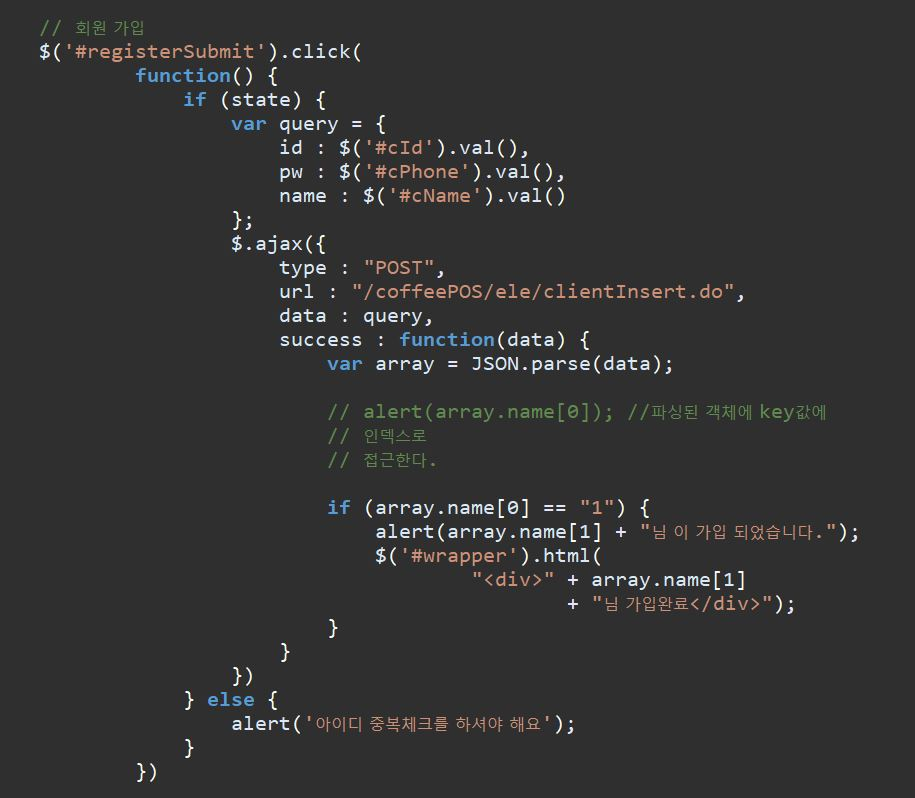 // 회원 가입
$('#registerSubmit').click(
function() {
if (state) {
var query = {
id : $('#cId').val(),
pw : $('#cPhone').val(),
name : $('#cName').val()
};
$.ajax({
type : "POST",
url : "/coffeePOS/ele/clientInsert.do",
data : query,
success : function(data) {
var array = JSON.parse(data);
// alert(array.name[0]); //파싱된 객체에 key값에
// 인덱스로
// 접근한다.
if (array.name[0] == "1") {
alert(array.name[1] + "님 이 가입 되었습니다.");
$('#wrapper').html(
"<div>" + array.name[1]
+ "님 가입완료</div>");
}
}
})
} else {
alert('아이디 중복체크를 하셔야 해요');
}
})